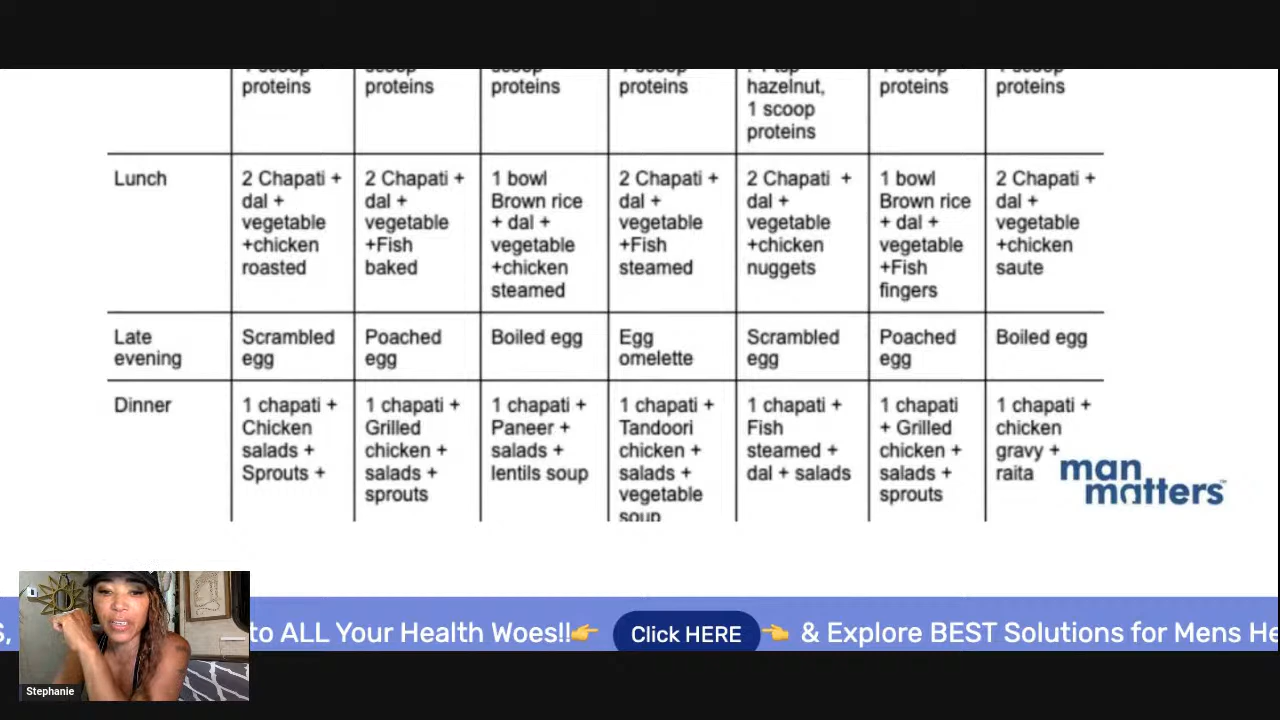 proteins
proteins
proteins
proteins
hazelnut,
1 scoop
proteins
proteins
proteins
Lunch
2 Chapati +
dal +
vegetable
+chicken
roasted
2 Chapati +
dal +
vegetable
+Fish
baked
1 bowl
Brown rice
+ dal +
vegetable
+chicken
steamed
2 Chapati +
dal +
vegetable
+Fish
steamed
2 Chapati +
dal +
vegetable
+chicken
nuggets
1 bowl
Brown rice
+ dal +
vegetable
+Fish
fingers
2 Chapati +
dal +
vegetable
+chicken
saute
Late
evening
Scrambled
egg
Poached
egg
Boiled egg
Egg
omelette
Scrambled
egg
Poached
egg
Boiled egg
Dinner
1 chapati +
Chicken
salads +
Sprouts +
1 chapati +
Grilled
chicken +
salads +
sprouts
1 chapati +
Paneer +
salads +
lentils soup
1 chapati +
Tandoori
chicken +
salads +
vegetable
soup
1 chapati +
Fish
steamed +
dal + salads
1 chapati
+ Grilled
chicken +
salads +
sprouts
1 chapati +
chicken
gravy +
raita
man
matters™
to ALL Your Health Woes!!👉 Click HERE 👈 & Explore BEST Solutions for Mens He
Stephanie